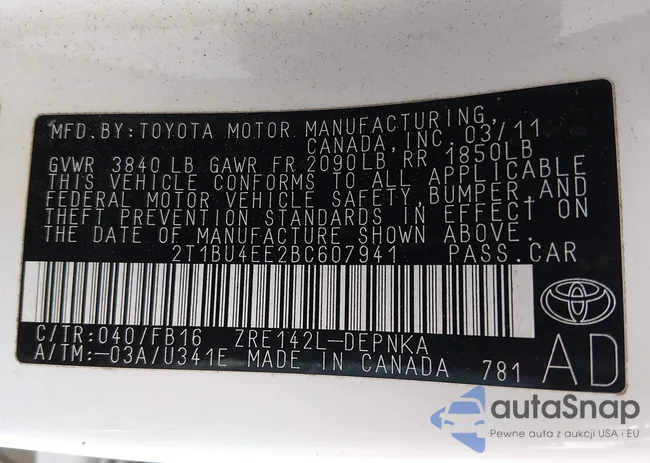 MFD.BY:TOYOTA MOTOR MANUFACTURING,
CANADA,INC. 03/11
GVWR 3840 LB GAWR FR 2090LB RR 1850LB
THIS VEHICLE CONFORMS TO ALL APPLICABLE
FEDERAL MOTOR VEHICLE SAFETY,BUMPER,AND
THEFT PREVENTION STANDARDS IN EFFECT ON
THE DATE OF MANUFACTURE SHOWN ABOVE.
2T1BU4EE2BC607941 PASS.CAR
C/TR:040/FB16 ZRE142L-DEPNKA
A/TM:-03A/U341E MADE IN CANADA 781
AD
autaSnap
Pewne auta z aukcji USA i EU